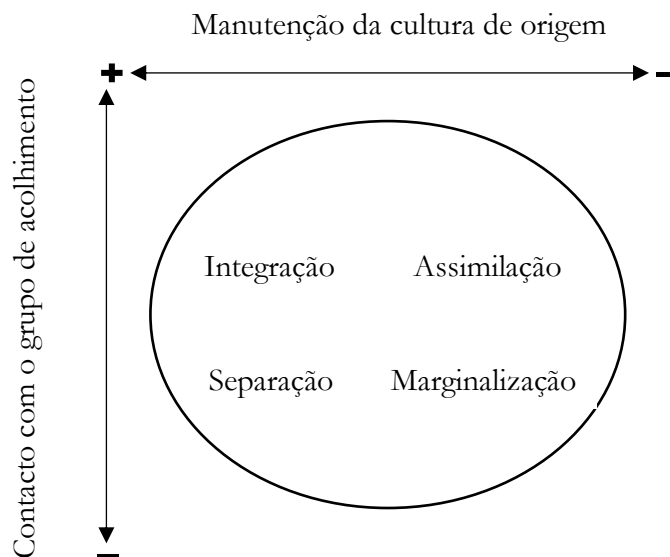 Manutenção da cultura de origem
+ -
Contacto com o grupo de acolhimento
Integração Assimilação
Separação Marginalização
-